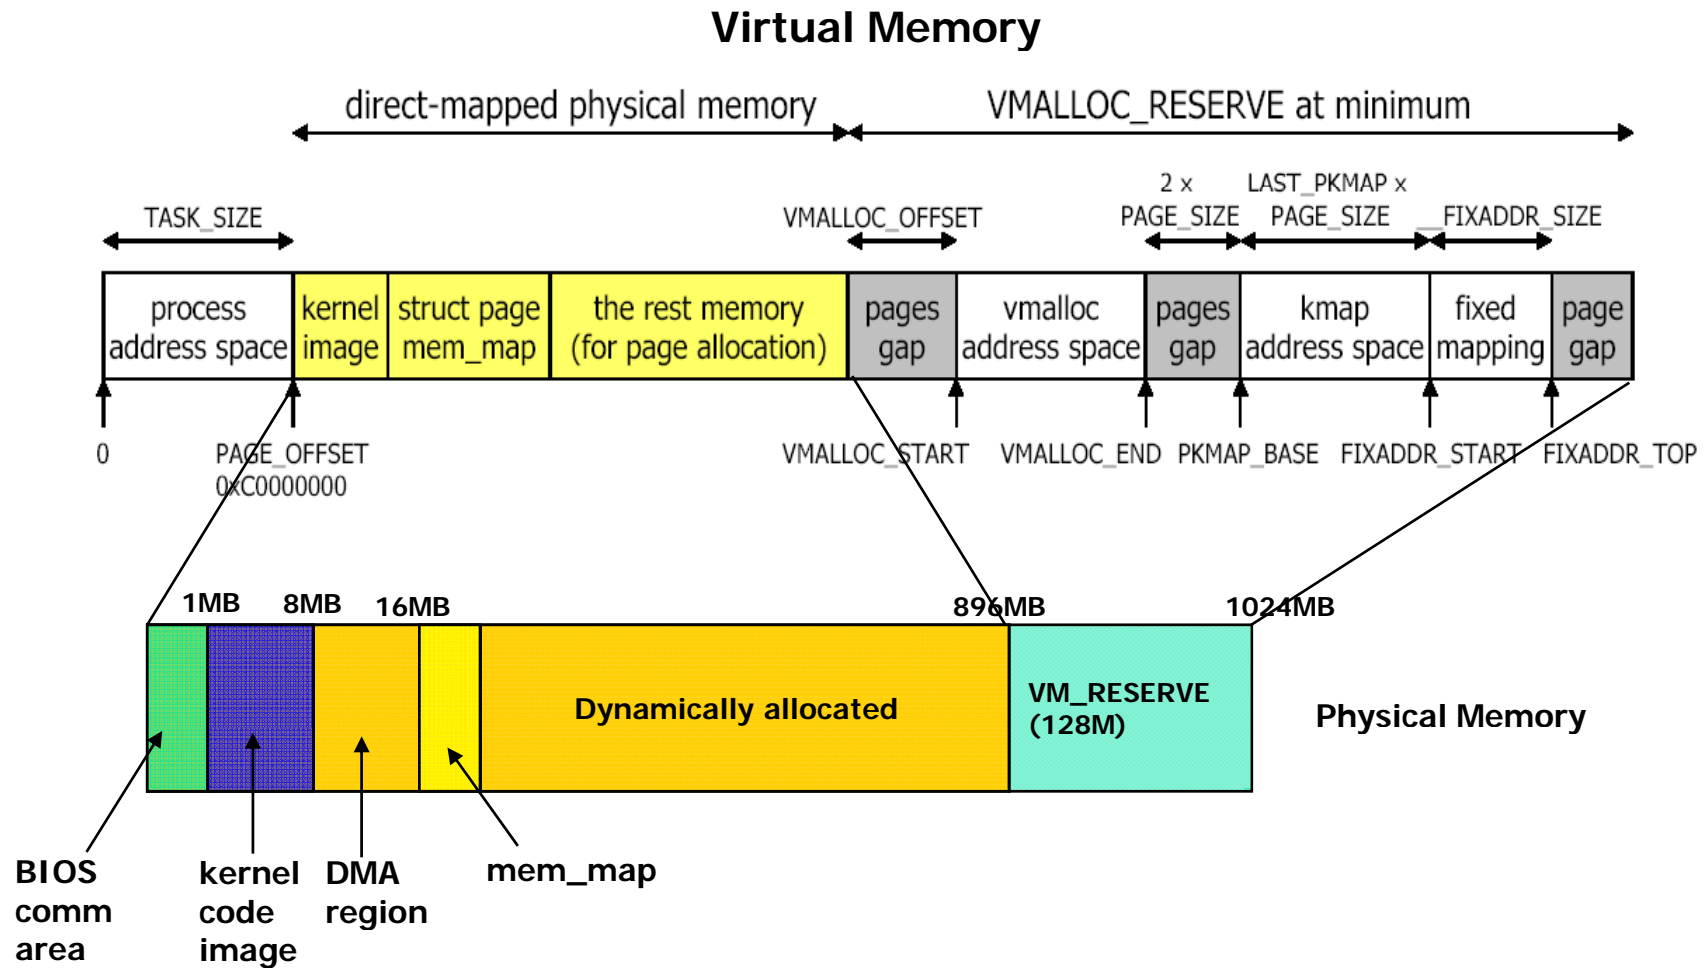 Virtual Memory
direct-mapped physical memory
VMALLOC_RESERVE at minimum
TASK_SIZE
VMALLOC_OFFSET
2 x
PAGE_SIZE
LAST_PKMAP x
PAGE_SIZE
__FIXADDR_SIZE
process
address space
kernel
image
struct page
mem_map
the rest memory
(for page allocation)
pages
gap
vmalloc
address space
pages
gap
kmap
address space
fixed
mapping
page
gap
0
PAGE_OFFSET
0xC0000000
VMALLOC_START
VMALLOC_END
PKMAP_BASE
FIXADDR_START
FIXADDR_TOP
1MB
8MB
16MB
896MB
1024MB
Dynamically allocated
VM_RESERVE
(128M)
Physical Memory
BIOS
comm
area
kernel
code
image
DMA
region
mem_map